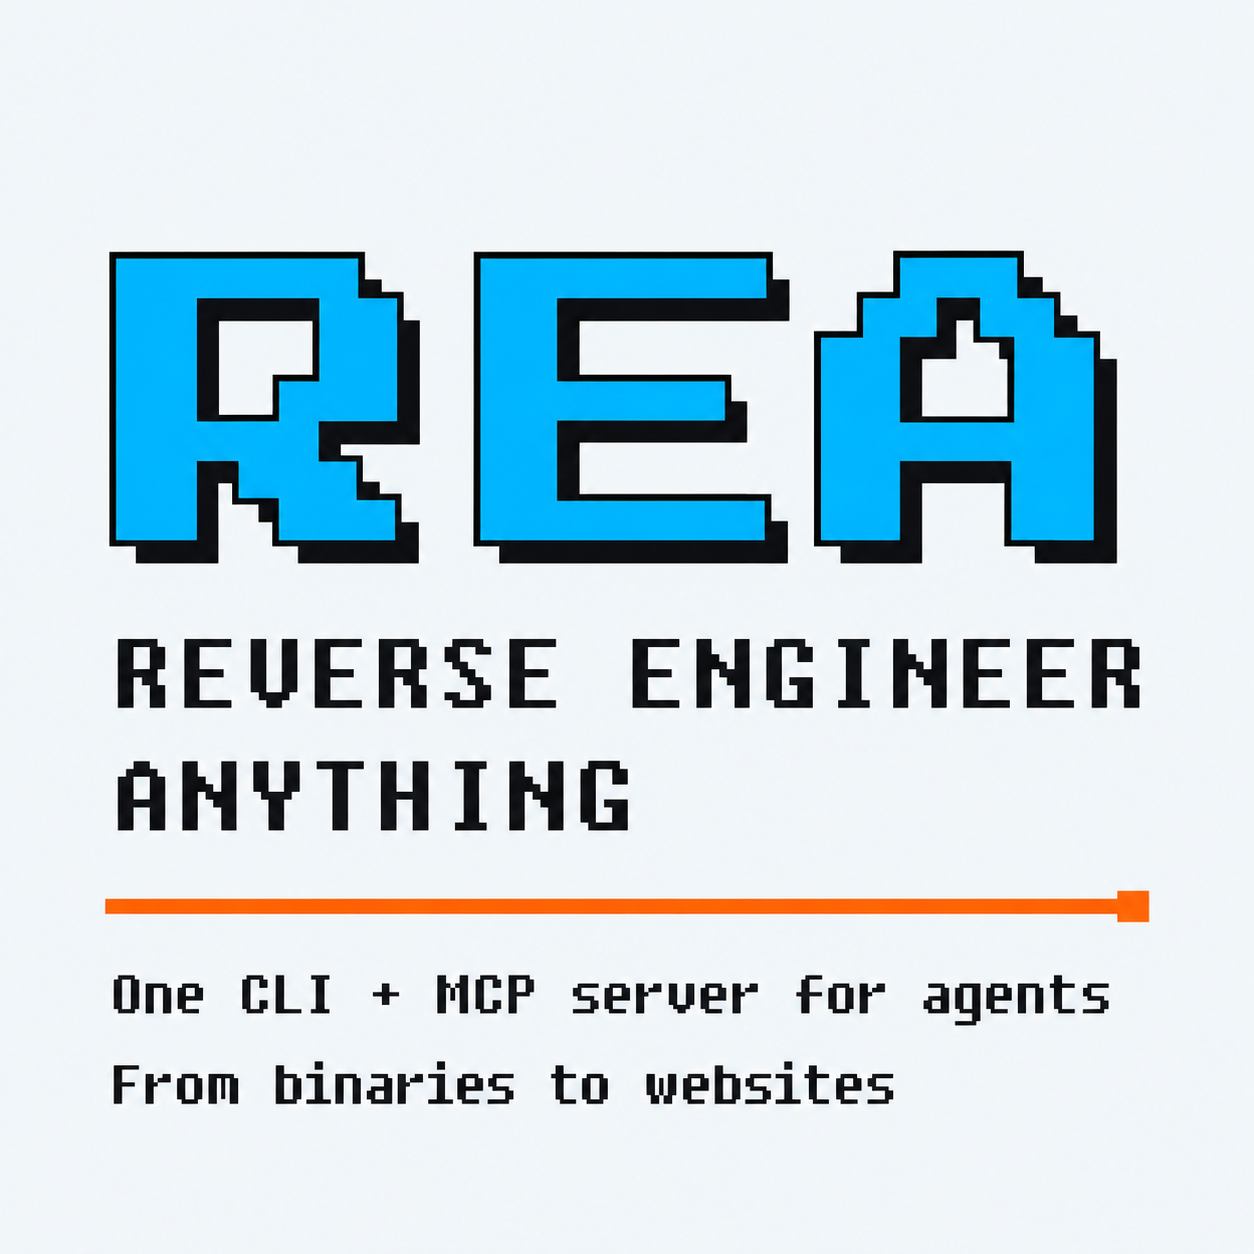 REA
REVERSE ENGINEER
ANYTHING
One CLI + MCP server for agents
From binaries to websites